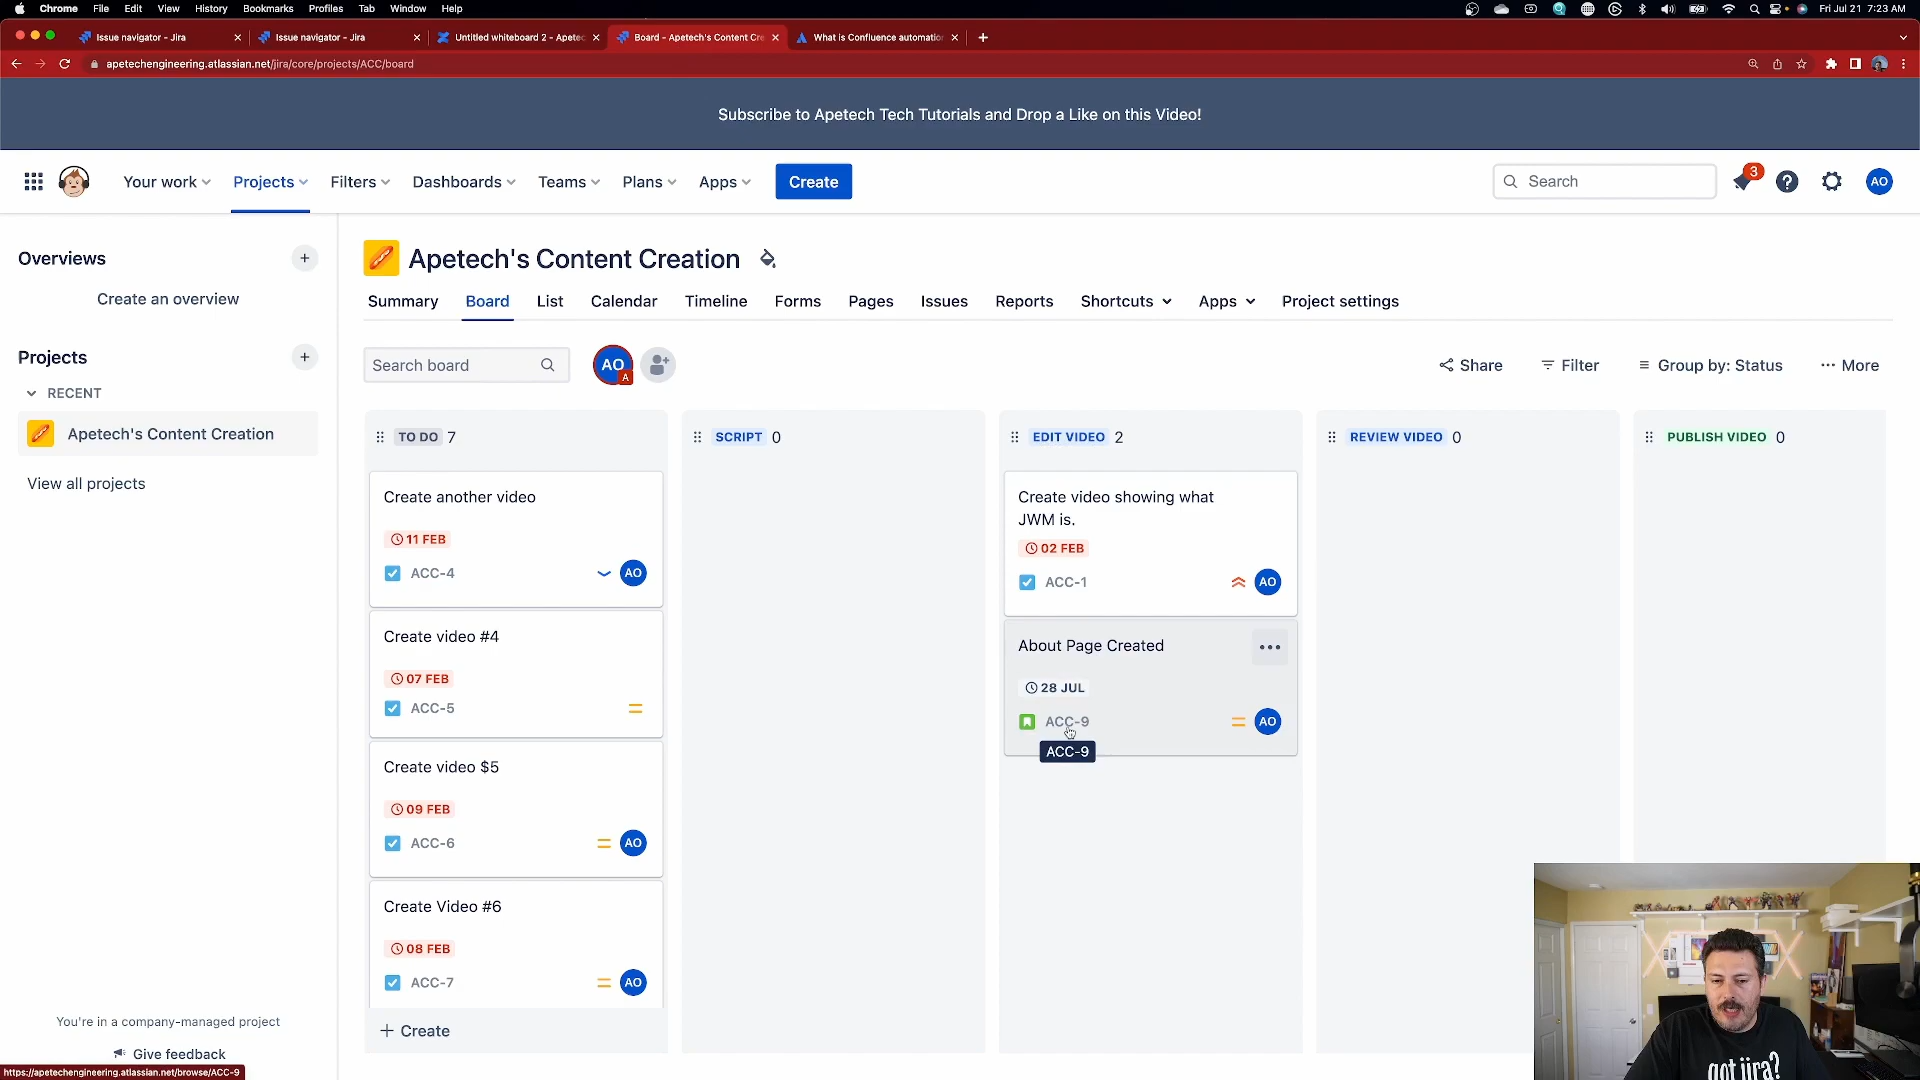 Chrome File Edit View History Bookmarks Profiles Tab Window Help Fri Jul 21 7:23 AM
Issue navigator - Jira Issue navigator - Jira Untitled whiteboard 2 - Apetec Board - Apetech's Content Cre What is Confluence automation
apetechengineering.atlassian.net/jira/core/projects/ACC/board
Subscribe to Apetech Tech Tutorials and Drop a Like on this Video!
Your work Projects Filters Dashboards Teams Plans Apps Create Search 3 AO
Overviews
Create an overview
Projects
RECENT
Apetech's Content Creation
View all projects
You're in a company-managed project
Give feedback
https://apetechengineering.atlassian.net/browse/ACC-9
Apetech's Content Creation
Summary Board List Calendar Timeline Forms Pages Issues Reports Shortcuts Apps Project settings
Search board AO A Share Filter Group by: Status More
TO DO 7
Create another video
11 FEB
ACC-4 AO
Create video #4
07 FEB
ACC-5
Create video $5
09 FEB
ACC-6 AO
Create Video #6
08 FEB
ACC-7 AO
+ Create
SCRIPT 0
EDIT VIDEO 2
Create video showing what
JWM is.
02 FEB
ACC-1 AO
About Page Created
28 JUL
ACC-9 AO
ACC-9
REVIEW VIDEO 0
PUBLISH VIDEO 0
got jira?